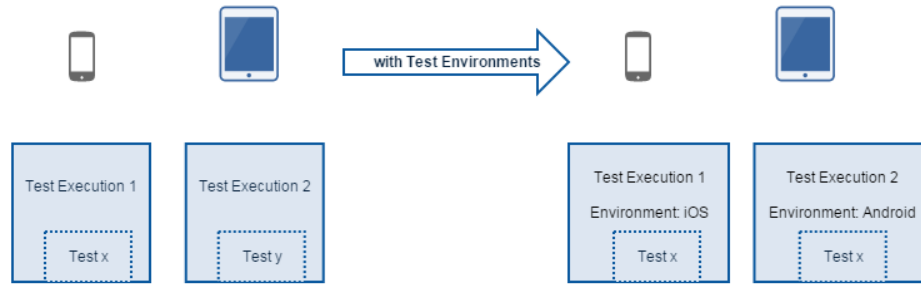 with Test Environments
Test Execution 1
Test x
Test Execution 2
Test y
Test Execution 1
Environment: iOS
Test x
Test Execution 2
Environment: Android
Test x